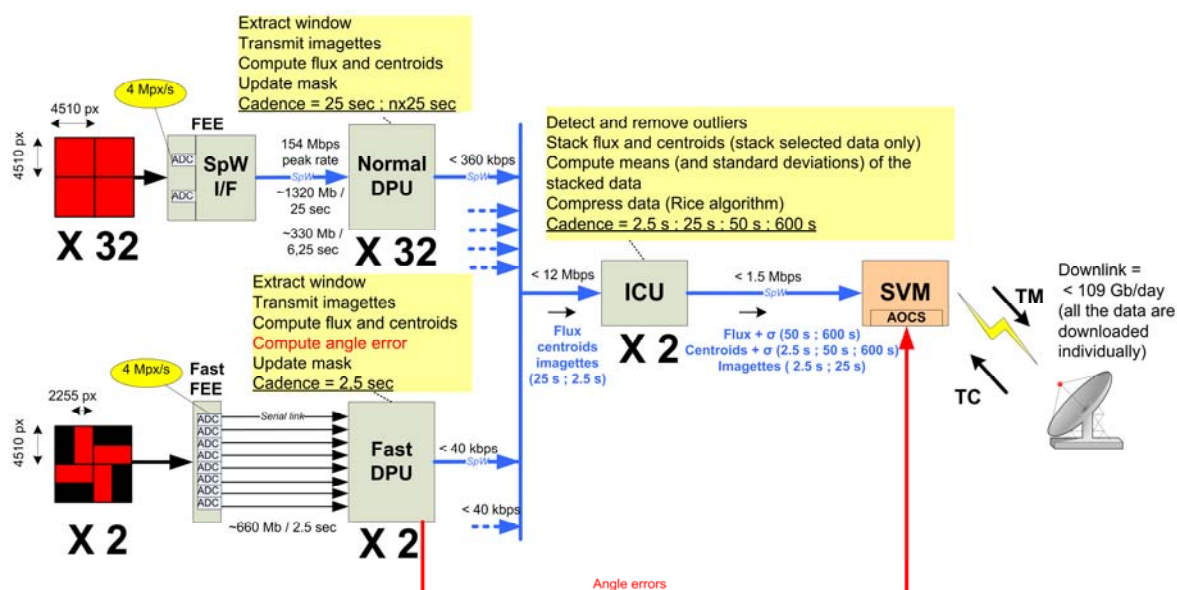 Extract window
Transmit imagettes
Compute flux and centroids
Update mask
Cadence = 25 sec ; nx25 sec
4 Mpx/s
4510 px
4510 px
FEE
ADC
ADC
SpW
I/F
X 32
154 Mbps
peak rate
SpW
~1320 Mb /
25 sec
~330 Mb /
6,25 sec
Normal
DPU
X 32
< 360 kbps
SpW
Detect and remove outliers
Stack flux and centroids (stack selected data only)
Compute means (and standard deviations) of the
stacked data
Compress data (Rice algorithm)
Cadence = 2,5 s ; 25 s ; 50 s ; 600 s
< 12 Mbps
Flux
centroids
imagettes
(25 s ; 2.5 s)
ICU
X 2
< 1.5 Mbps
SpW
Flux + σ (50 s ; 600 s)
Centroids + σ (2.5 s ; 50 s ; 600 s)
Imagettes ( 2.5 s ; 25 s)
SVM
AOCS
TM
TC
Downlink =
< 109 Gb/day
(all the data are
downloaded
individually)
Extract window
Transmit imagettes
Compute flux and centroids
Compute angle error
Update mask
Cadence = 2,5 sec
4 Mpx/s
Fast
FEE
2255 px
4510 px
ADC
ADC
ADC
ADC
ADC
ADC
ADC
ADC
Serial link
X 2
~660 Mb / 2.5 sec
Fast
DPU
X 2
< 40 kbps
SpW
< 40 kbps
Angle errors